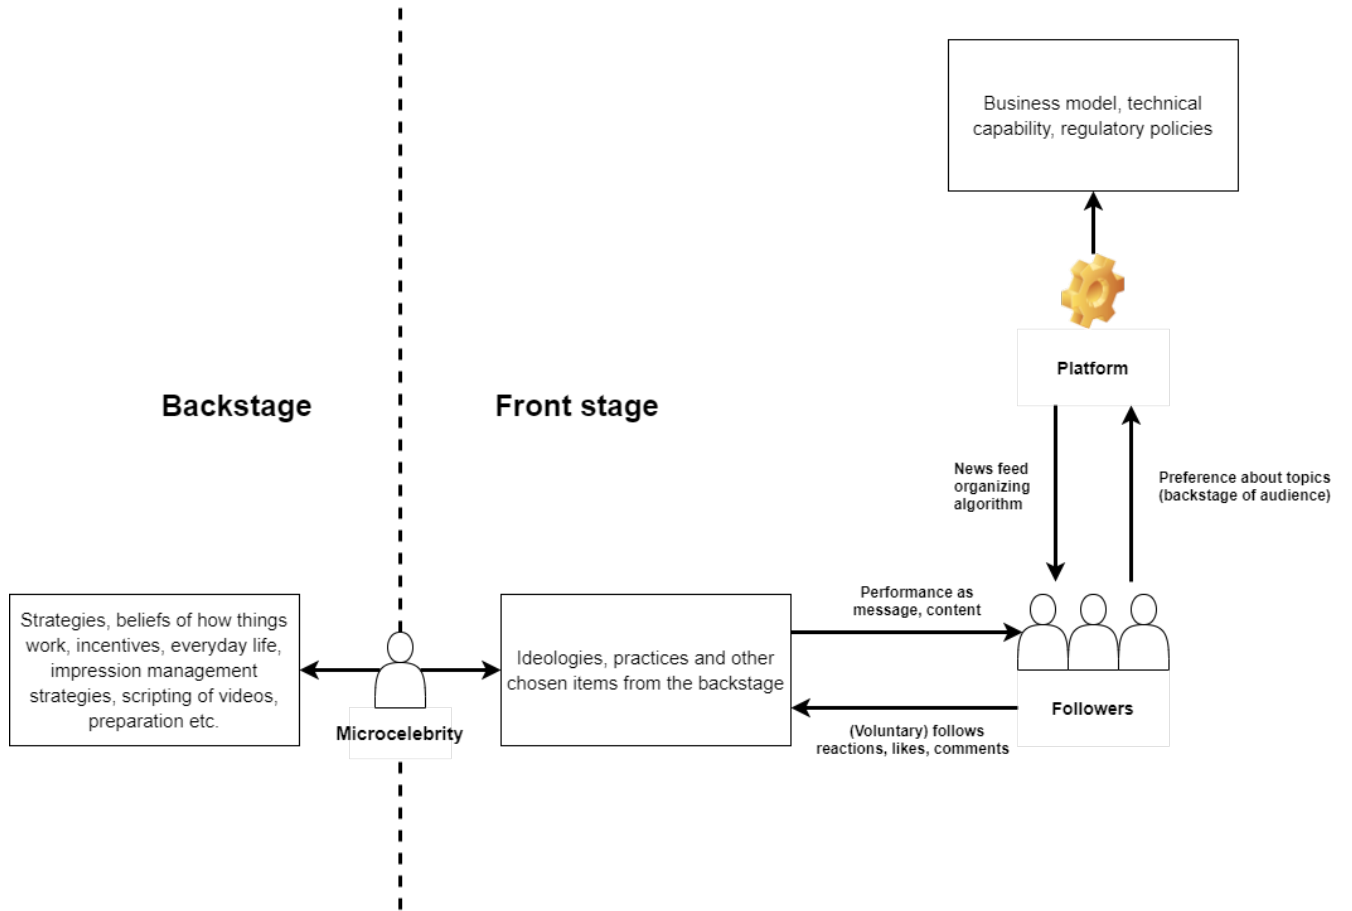 Business model, technical
capability, regulatory policies
Platform
Backstage
Front stage
News feed
organizing
algorithm
Preference about topics
(backstage of audience)
Strategies, beliefs of how things
work, incentives, everyday life,
impression management
strategies, scripting of videos,
preparation etc.
Microcelebrity
Ideologies, practices and other
chosen items from the backstage
Performance as
message, content
(Voluntary) follows
reactions, likes, comments
Followers